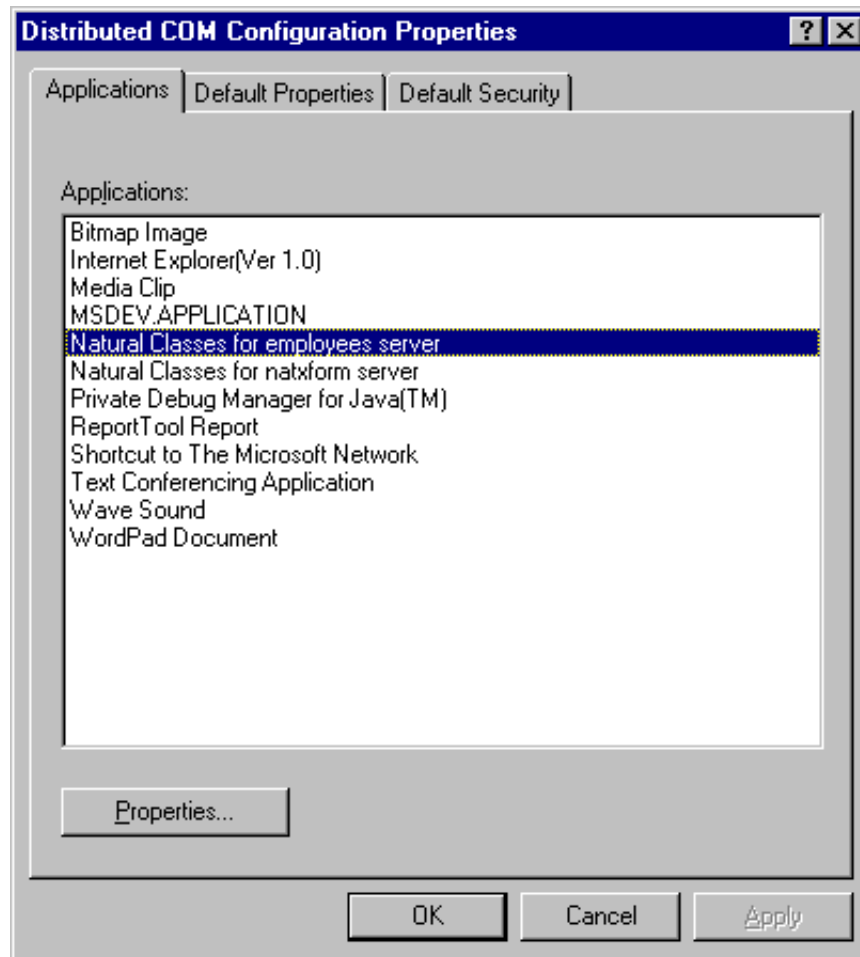 Distributed COM Configuration Properties
Applications Default Properties Default Security
Applications:
Bitmap Image
Internet Explorer(Ver 1.0)
Media Clip
MSDEV.APPLICATION
Natural Classes for employees server
Natural Classes for natxform server
Private Debug Manager for Java(TM)
ReportTool Report
Shortcut to The Microsoft Network
Text Conferencing Application
Wave Sound
WordPad Document
Properties...
OK Cancel Apply